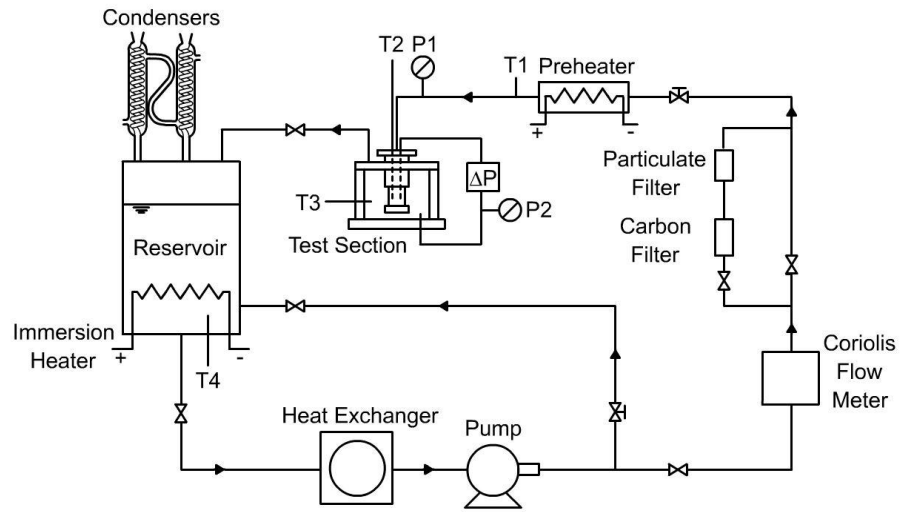 Condensers
T2 P1
T1
Preheater
+ -
Particulate
Filter
ΔP
T3
P2
Carbon
Filter
Test Section
Reservoir
Immersion
Heater
+ -
T4
Coriolis
Flow
Meter
Heat Exchanger
Pump